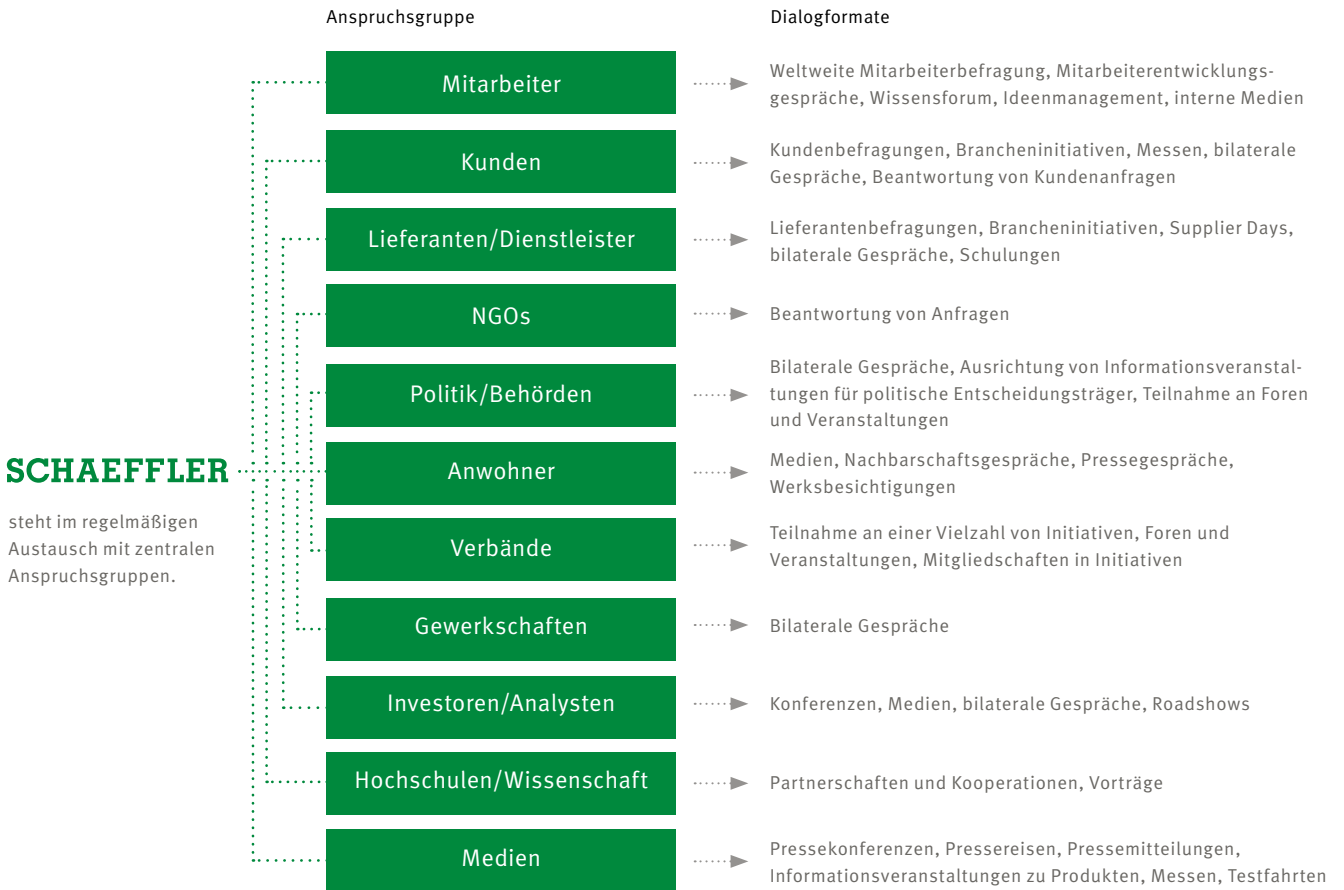 Anspruchsgruppe
Dialogformate
Mitarbeiter
Weltweite Mitarbeiterbefragung, Mitarbeiterentwicklungs-
gespräche, Wissensforum, Ideenmanagement, interne Medien
Kunden
Kundenbefragungen, Brancheninitiativen, Messen, bilaterale
Gespräche, Beantwortung von Kundenanfragen
Lieferanten/Dienstleister
Lieferantenbefragungen, Brancheninitiativen, Supplier Days,
bilaterale Gespräche, Schulungen
NGOs
Beantwortung von Anfragen
Politik/Behörden
Bilaterale Gespräche, Ausrichtung von Informationsveranstal-
tungen für politische Entscheidungsträger, Teilnahme an Foren
und Veranstaltungen
SCHAEFFLER
steht im regelmäßigen
Austausch mit zentralen
Anspruchsgruppen.
Anwohner
Medien, Nachbarschaftsgespräche, Pressegespräche,
Werksbesichtigungen
Verbände
Teilnahme an einer Vielzahl von Initiativen, Foren und
Veranstaltungen, Mitgliedschaften in Initiativen
Gewerkschaften
Bilaterale Gespräche
Investoren/Analysten
Konferenzen, Medien, bilaterale Gespräche, Roadshows
Hochschulen/Wissenschaft
Partnerschaften und Kooperationen, Vorträge
Medien
Pressekonferenzen, Pressereisen, Pressemitteilungen,
Informationsveranstaltungen zu Produkten, Messen, Testfahrten